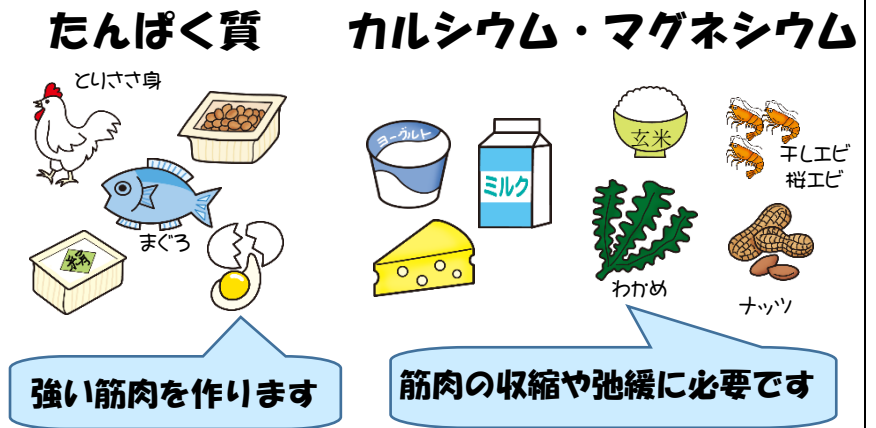 たんぱく質
カルシウム・マグネシウム
とりささ身
まぐろ
ヨーグルト
ミルク
玄米
干しエビ
桜エビ
わかめ
ナッツ
強い筋肉を作ります
筋肉の収縮や弛緩に必要です